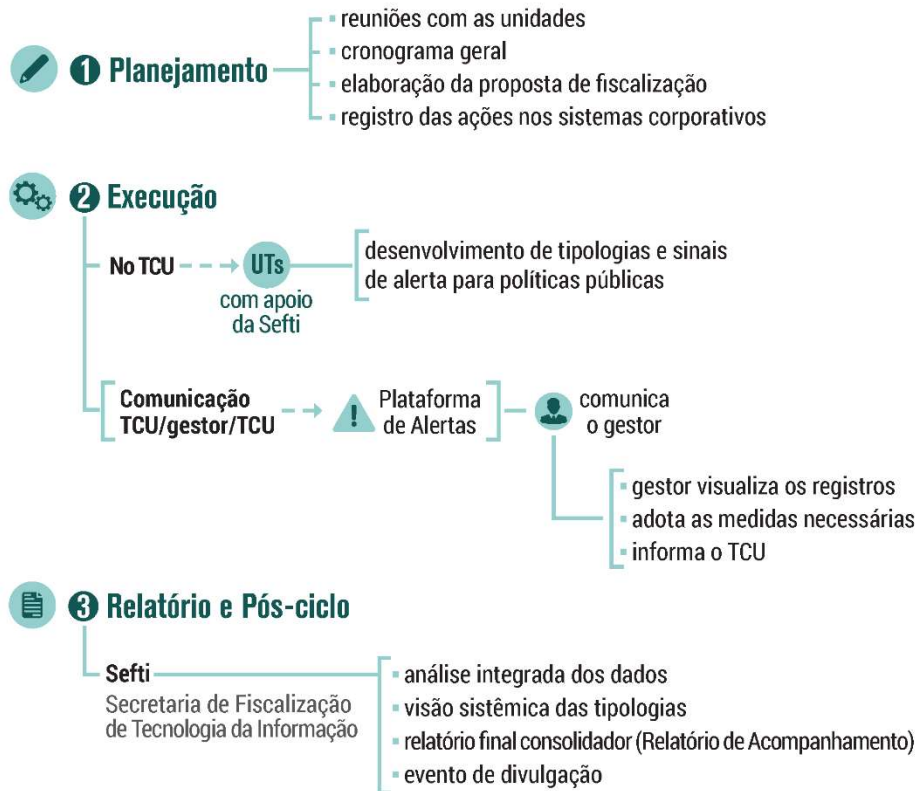 1 Planejamento
reuniões com as unidades
cronograma geral
elaboração da proposta de fiscalização
registro das ações nos sistemas corporativos
2 Execução
No TCU
UTs
com apoio
da Sefti
desenvolvimento de tipologias e sinais
de alerta para políticas públicas
Comunicação
TCU/gestor/TCU
!
Plataforma
de Alertas
comunica
o gestor
gestor visualiza os registros
adota as medidas necessárias
informa o TCU
3 Relatório e Pós-ciclo
Sefti
Secretaria de Fiscalização
de Tecnologia da Informação
análise integrada dos dados
visão sistêmica das tipologias
relatório final consolidador (Relatório de Acompanhamento)
evento de divulgação